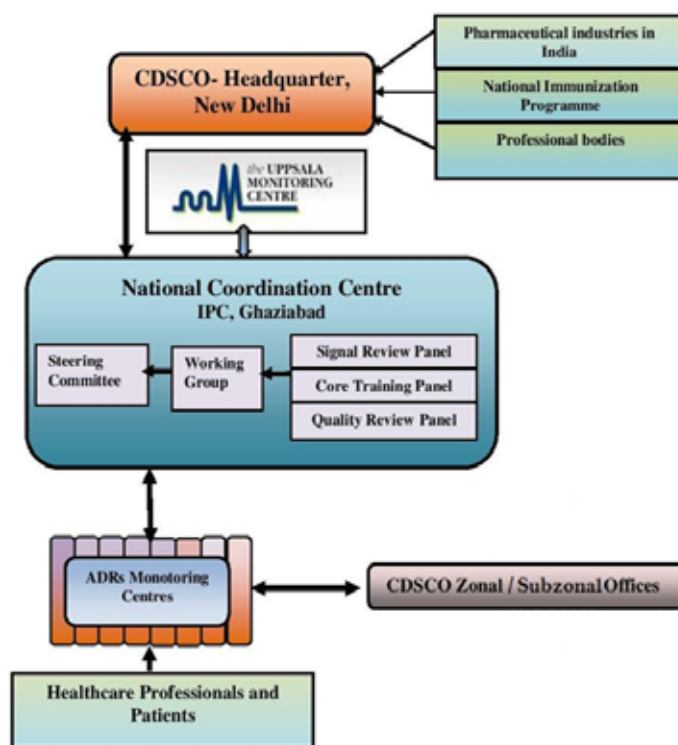 Pharmaceutical industries in
India
CDSCO- Headquarter,
New Delhi
National Immunization
Programme
Professional bodies
the UPPSALA
MONITORING
CENTRE
National Coordination Centre
IPC, Ghaziabad
Steering
Committee
Working
Group
Signal Review Panel
Core Training Panel
Quality Review Panel
ADRs Monotoring
Centres
CDSCO Zonal / Subzonal Offices
Healthcare Professionals and
Patients